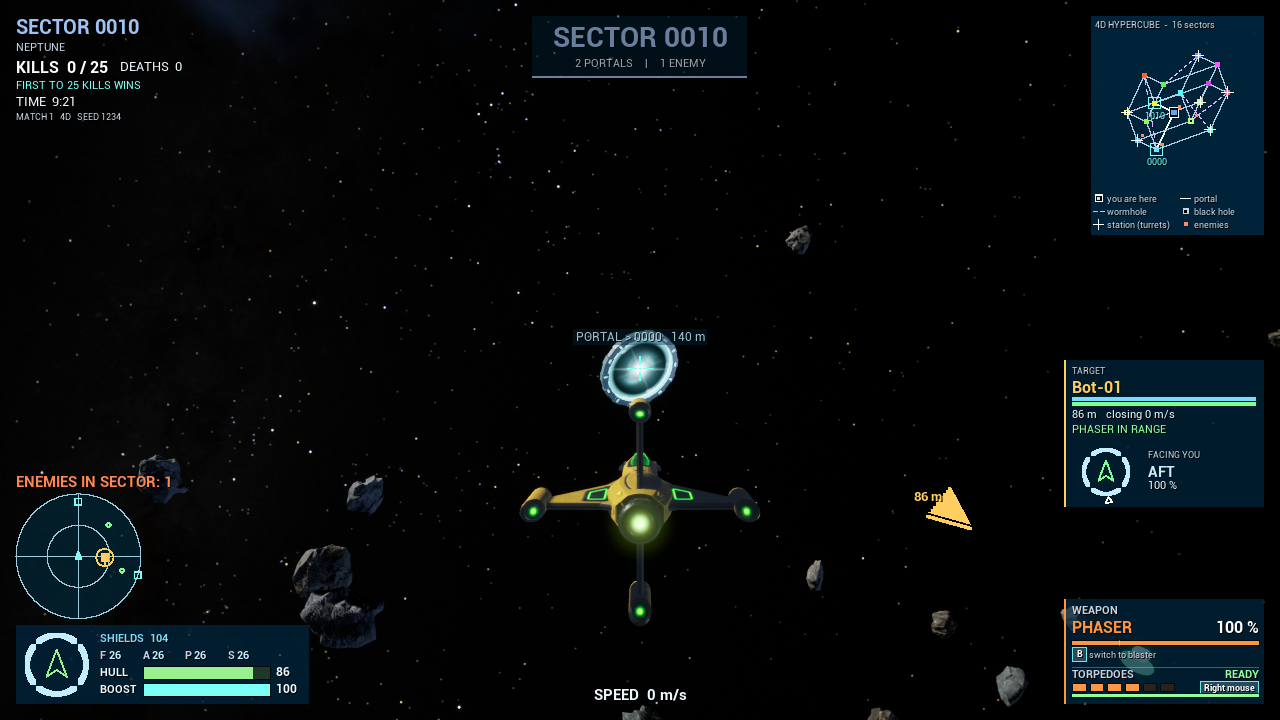 SECTOR 0010
NEPTUNE
KILLS 0 / 25 DEATHS 0
FIRST TO 25 KILLS WINS
TIME 9:21
MATCH 1 4D SEED 1234
SECTOR 0010
2 PORTALS | 1 ENEMY
4D HYPERCUBE - 16 sectors
1010
0000
you are here
portal
wormhole
black hole
station (turrets)
enemies
PORTAL > 0000 140 m
TARGET
Bot-01
86 m closing 0 m/s
PHASER IN RANGE
FACING YOU
AFT
100 %
86 m
ENEMIES IN SECTOR: 1
SHIELDS 104
F 26 A 26 P 26 S 26
HULL 86
BOOST 100
SPEED 0 m/s
WEAPON
PHASER 100 %
B switch to blaster
TORPEDOES READY
Right mouse